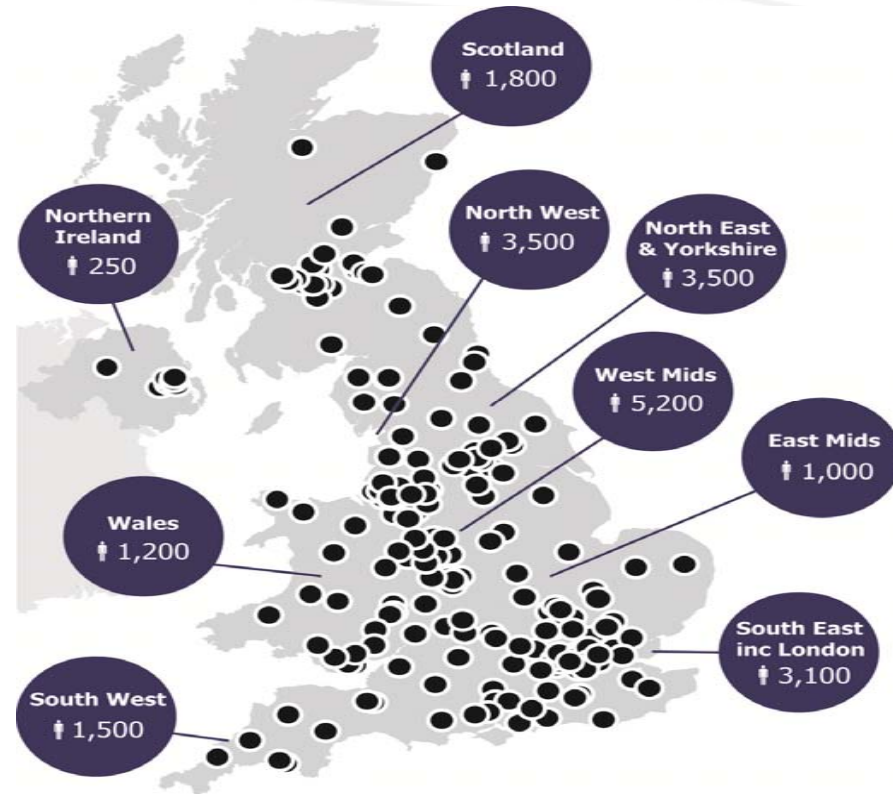 Scotland
1,800
Northern
Ireland
250
North West
3,500
North East
& Yorkshire
3,500
West Mids
5,200
East Mids
1,000
Wales
1,200
South East
inc London
3,100
South West
1,500